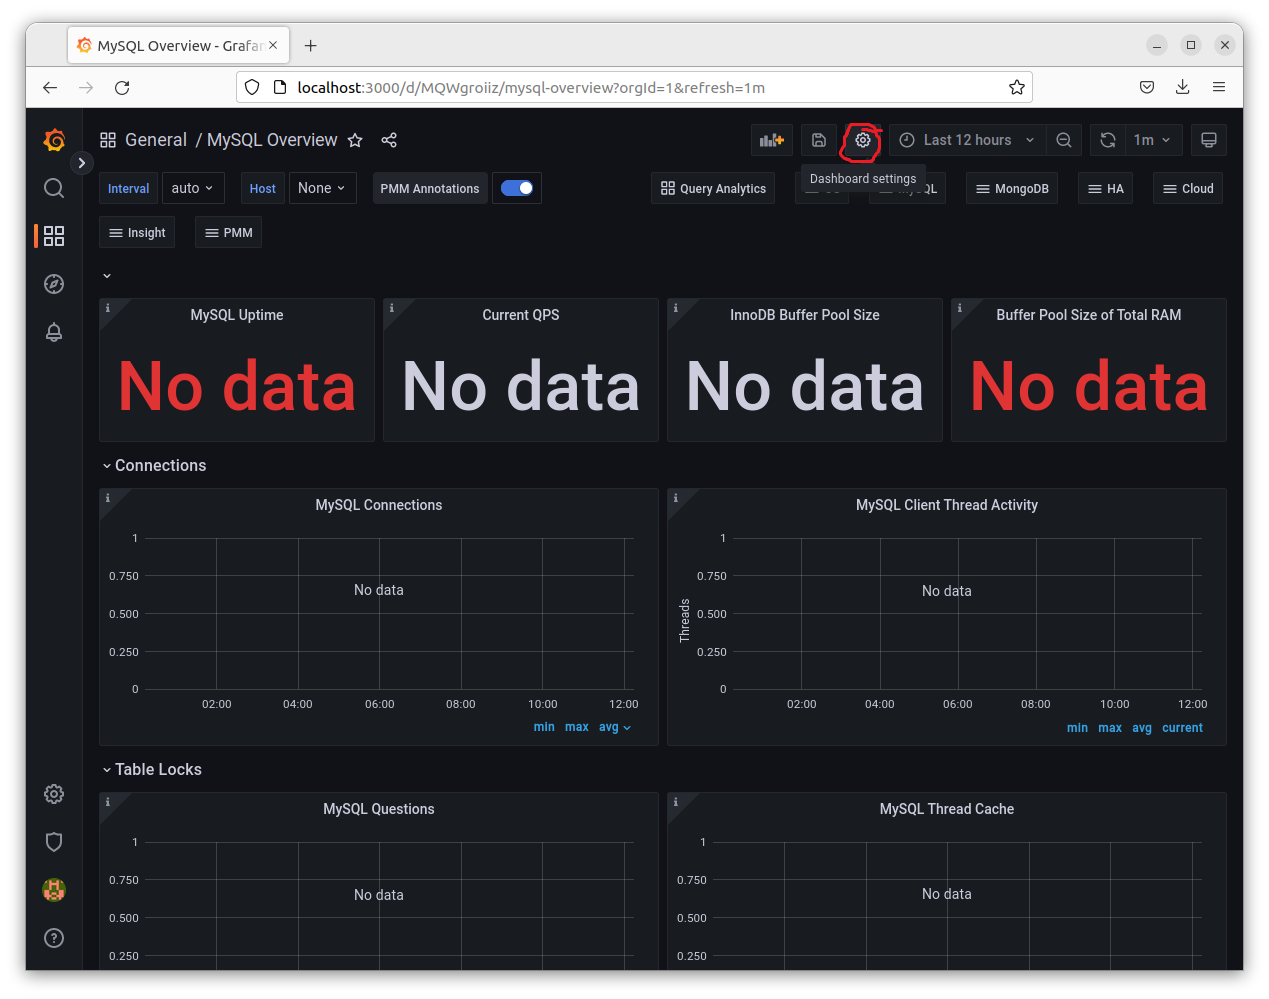 MySQL Overview - Grafan
localhost:3000/d/MQWgroiiz/mysql-overview?orgId=1&refresh=1m
General / MySQL Overview
Last 12 hours
1m
Dashboard settings
Interval auto Host None PMM Annotations Query Analytics MySQL MongoDB HA Cloud
Insight PMM
MySQL Uptime
No data
Current QPS
No data
InnoDB Buffer Pool Size
No data
Buffer Pool Size of Total RAM
No data
Connections
MySQL Connections
1
0.750
0.500
0.250
0
No data
02:00 04:00 06:00 08:00 10:00 12:00
min max avg
MySQL Client Thread Activity
Threads
1
0.750
0.500
0.250
0
No data
02:00 04:00 06:00 08:00 10:00 12:00
min max avg current
Table Locks
MySQL Questions
1
0.750
0.500
0.250
No data
MySQL Thread Cache
1
0.750
0.500
0.250
No data